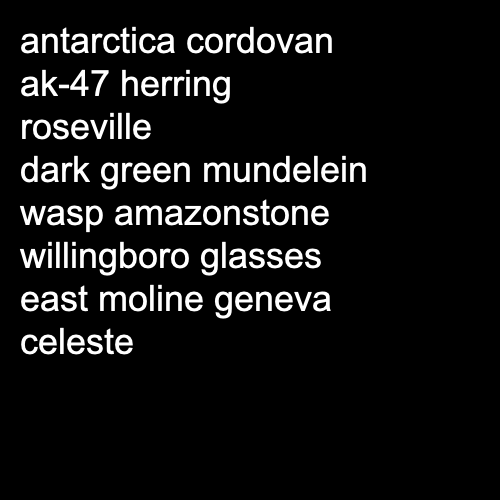 antarctica cordovan
ak-47 herring
roseville
dark green mundelein
wasp amazonstone
willingboro glasses
east moline geneva
celeste